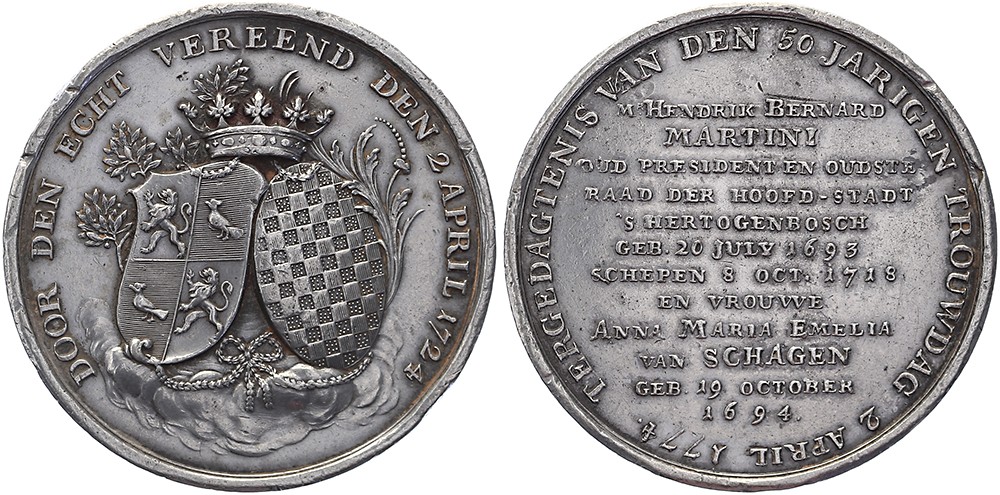 DOOR DEN ECHT VEREEND DEN 2 APRIL 1724
TER GEDAGTENIS VAN DEN 50 JARIGEN TROUWDAG 2 APRIL 1774.
Mr HENDRIK BERNARD
MARTINI
OUD PRESIDENT EN OUDSTE
RAAD DER HOOFD-STADT
'S HERTOGENBOSCH
GEB. 20 JULY 1693
SCHEPEN 8 OCT. 1718
EN VROUWE
ANNA MARIA EMELIA
VAN SCHAGEN
GEB. 19 OCTOBER
1694.